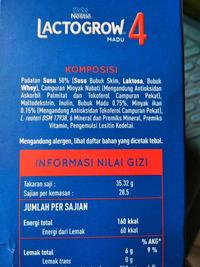 Nestlé
LACTOGROW 4
MADU
KOMPOSISI
Padatan Susu 50% (Susu Bubuk Skim, Laktosa, Bubuk
Whey), Campuran Minyak Nabati (Mengandung Antioksidan
Askorbil Palmitat dan Tokoferol Campuran Pekat),
Maltodekstrin, Inulin, Bubuk Madu 0,75%, Minyak ikan
0.15% (Mengandung Antioksidan Tokoferol Campuran Pekat),
L. reuteri DSM 17938, 6 Mineral dan Premiks Mineral, Premiks
Vitamin, Pengemulsi Lesitin Kedelai.
Mengandung alergen, lihat daftar bahan yang dicetak tebal.
INFORMASI NILAI GIZI
Takaran saji : 35.32 g
Sajian per kemasan : 28.5
JUMLAH PER SAJIAN
Energi total 160 kkal
Energi dari Lemak 60 kkal
% AKG*
Lemak total 6 g 9 %
Lemak trans 0 g